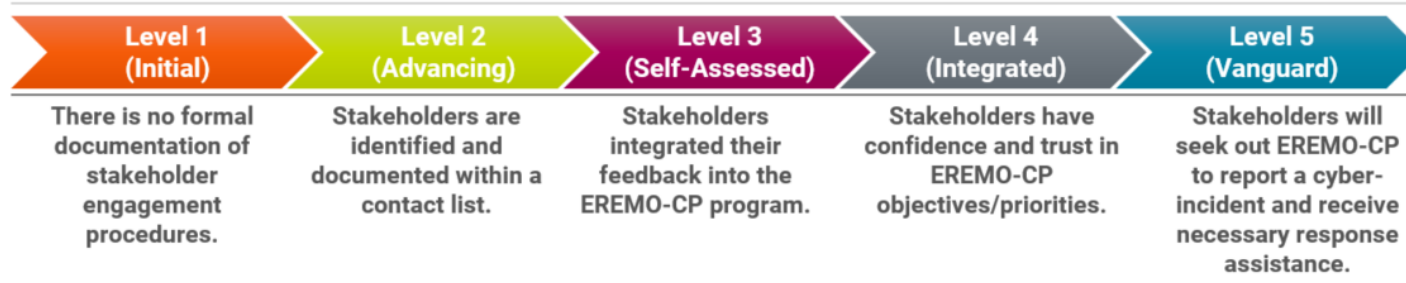 Level 1
(Initial)
Level 2
(Advancing)
Level 3
(Self-Assessed)
Level 4
(Integrated)
Level 5
(Vanguard)
There is no formal
documentation of
stakeholder
engagement
procedures.
Stakeholders are
identified and
documented within a
contact list.
Stakeholders
integrated their
feedback into the
EREMO-CP program.
Stakeholders have
confidence and trust in
EREMO-CP
objectives/priorities.
Stakeholders will
seek out EREMO-CP
to report a cyber-
incident and receive
necessary response
assistance.